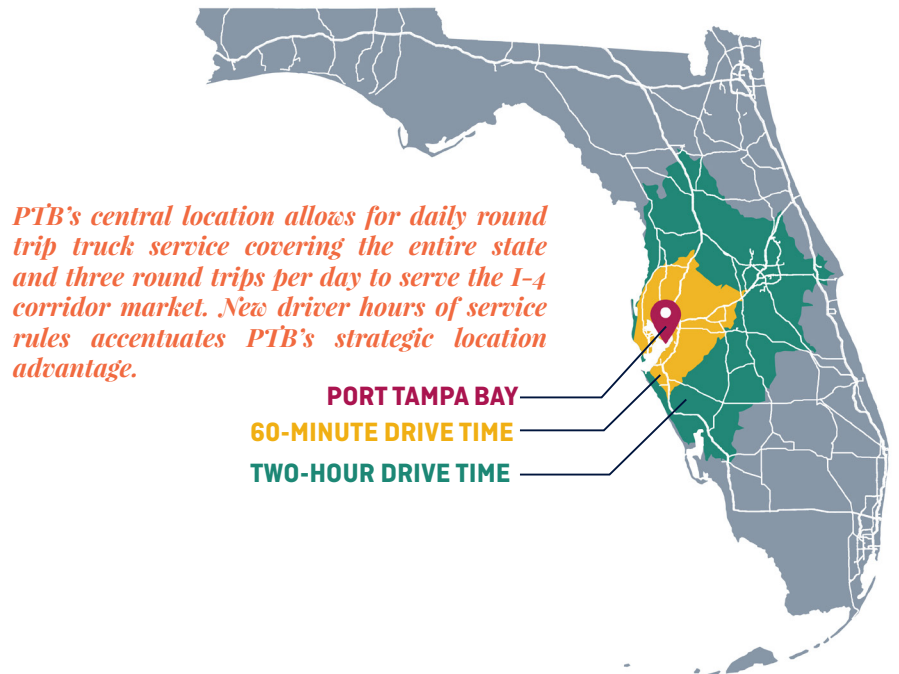 PTB's central location allows for daily round
trip truck service covering the entire state
and three round trips per day to serve the I-4
corridor market. New driver hours of service
rules accentuates PTB's strategic location
advantage.
PORT TAMPA BAY
60-MINUTE DRIVE TIME
TWO-HOUR DRIVE TIME